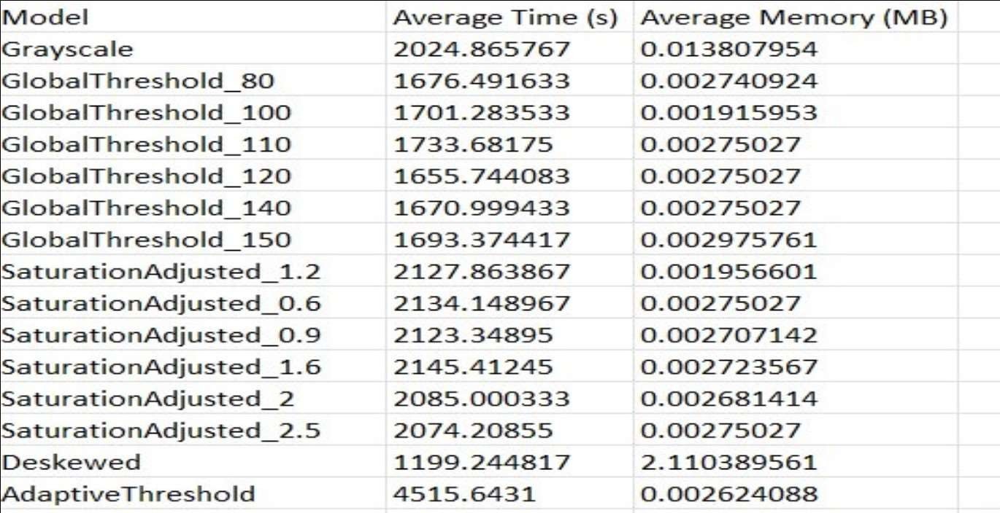 Model Average Time (s) Average Memory (MB)
Grayscale 2024.865767 0.013807954
GlobalThreshold_80 1676.491633 0.002740924
GlobalThreshold_100 1701.283533 0.001915953
GlobalThreshold_110 1733.68175 0.00275027
GlobalThreshold_120 1655.744083 0.00275027
GlobalThreshold_140 1670.999433 0.00275027
GlobalThreshold_150 1693.374417 0.002975761
SaturationAdjusted_1.2 2127.863867 0.001956601
SaturationAdjusted_0.6 2134.148967 0.00275027
SaturationAdjusted_0.9 2123.34895 0.002707142
SaturationAdjusted_1.6 2145.41245 0.002723567
SaturationAdjusted_2 2085.000333 0.002681414
SaturationAdjusted_2.5 2074.20855 0.00275027
Deskewed 1199.244817 2.110389561
AdaptiveThreshold 4515.6431 0.002624088